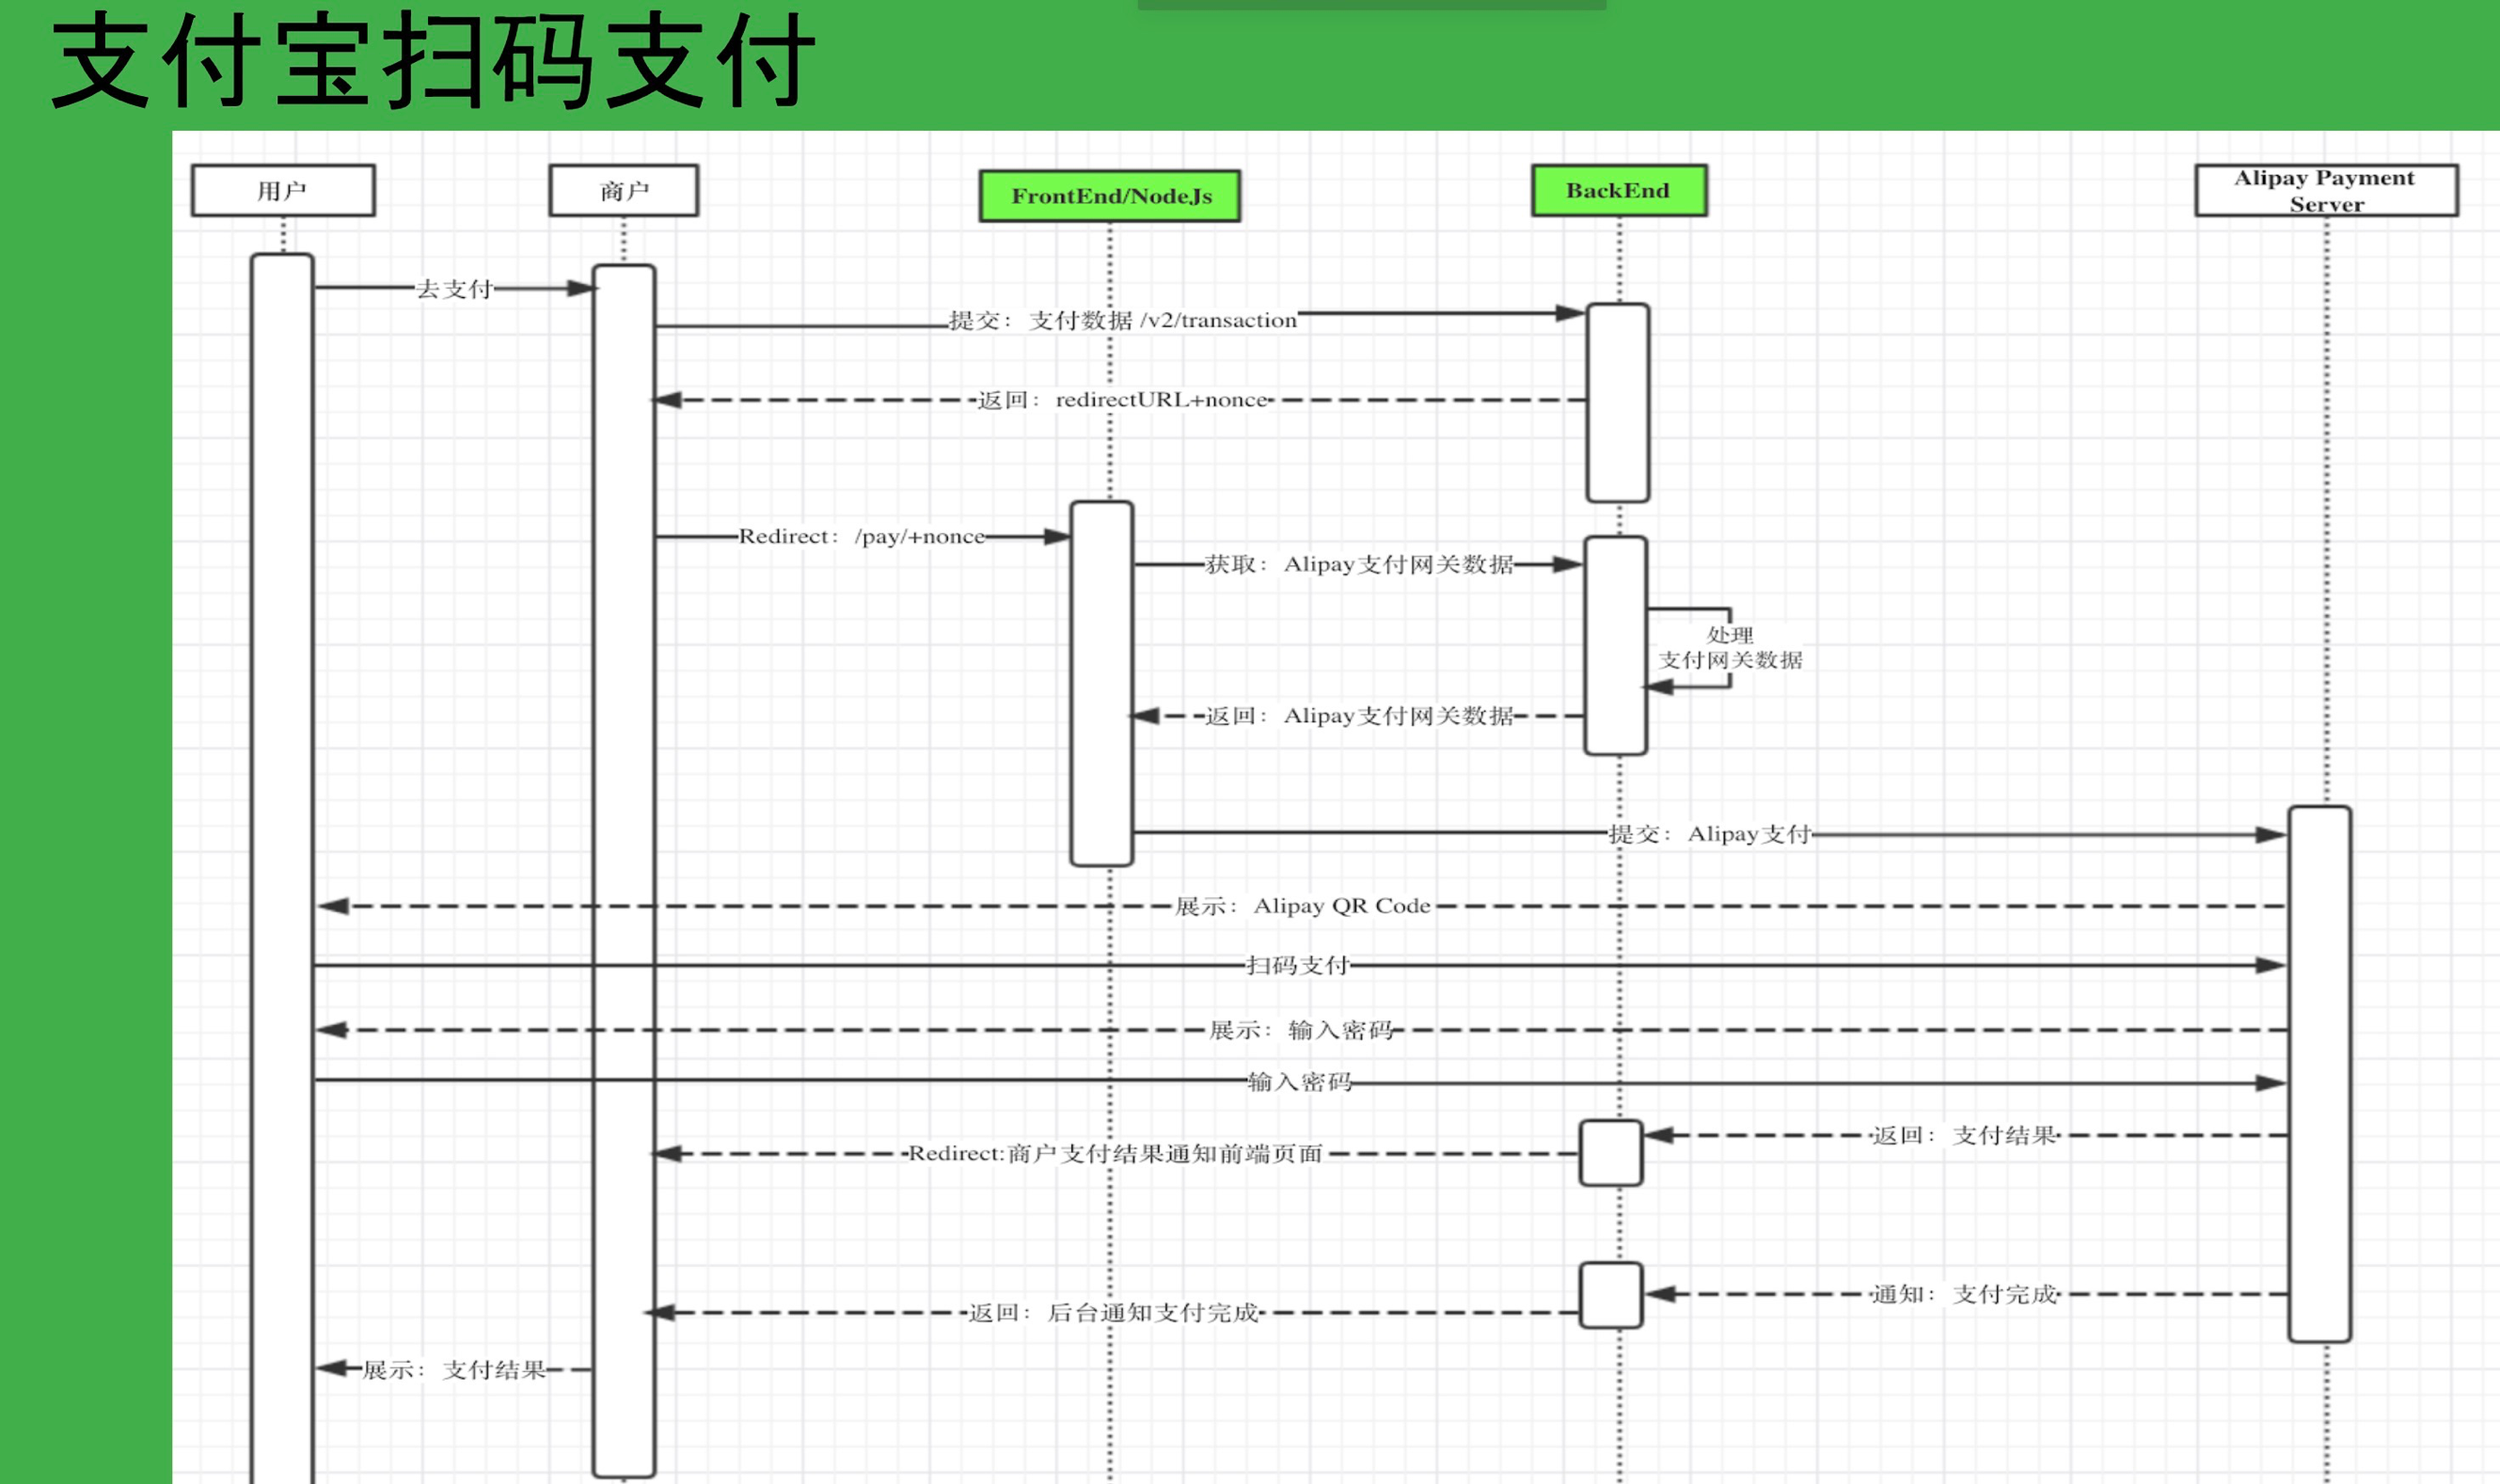 支付宝扫码支付
用户
商户
FrontEnd/NodeJs
BackEnd
Alipay Payment
Server
去支付
提交：支付数据 /v2/transaction
返回：redirectURL+nonce
Redirect：/pay/+nonce
获取：Alipay支付网关数据
处理
支付网关数据
返回：Alipay支付网关数据
提交：Alipay支付
展示：Alipay QR Code
扫码支付
展示：输入密码
输入密码
返回：支付结果
Redirect:商户支付结果通知前端页面
通知：支付完成
返回：后台通知支付完成
展示：支付结果